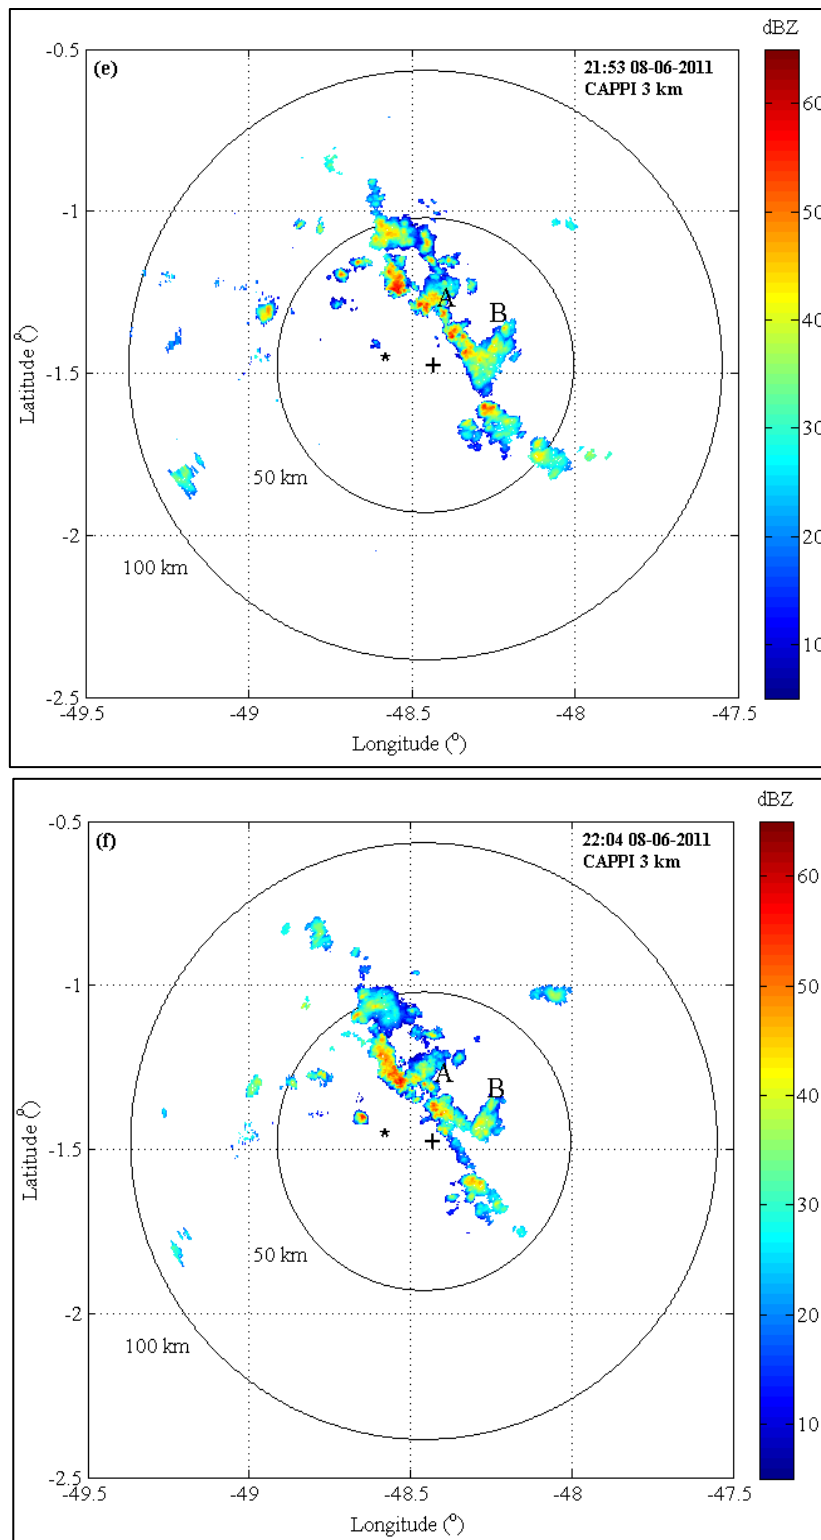 dBZ
-0.5
(e)
21:53 08-06-2011
CAPPI 3 km
60
50
-1
A
B
40
Latitude (°)
-1.5
*
+
30
50 km
20
-2
100 km
10
-2.5
-49.5
-49
-48.5
-48
-47.5
Longitude (°)
dBZ
-0.5
(f)
22:04 08-06-2011
CAPPI 3 km
60
50
-1
A
B
40
Latitude (°)
*
+
-1.5
30
50 km
20
-2
100 km
10
-2.5
-49.5
-49
-48.5
-48
-47.5
Longitude (°)